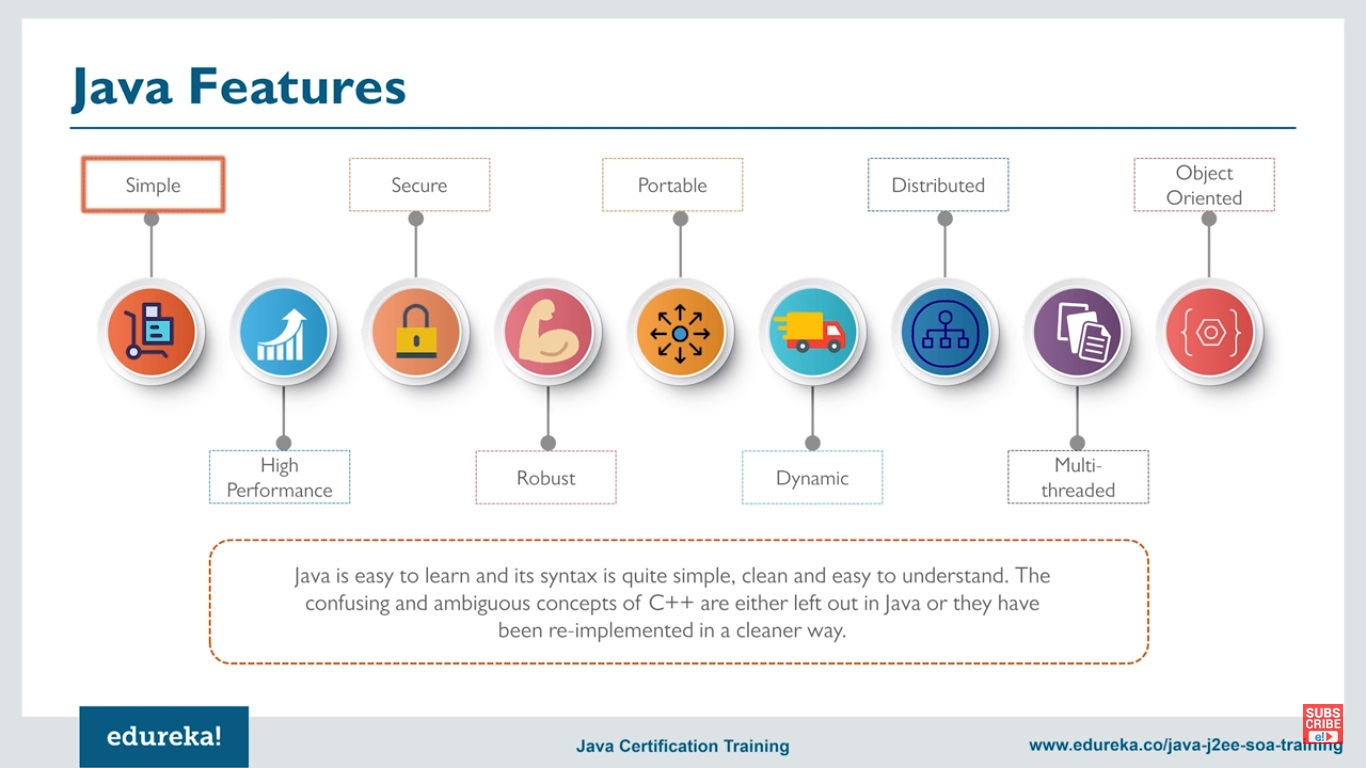 Java Features
Simple
Secure
Portable
Distributed
Object
Oriented
High
Performance
Robust
Dynamic
Multi-
threaded
Java is easy to learn and its syntax is quite simple, clean and easy to understand. The
confusing and ambiguous concepts of C++ are either left out in Java or they have
been re-implemented in a cleaner way.
edureka!
Java Certification Training
www.edureka.co/java-j2ee-soa-training
SUBS
CRIBE
e!